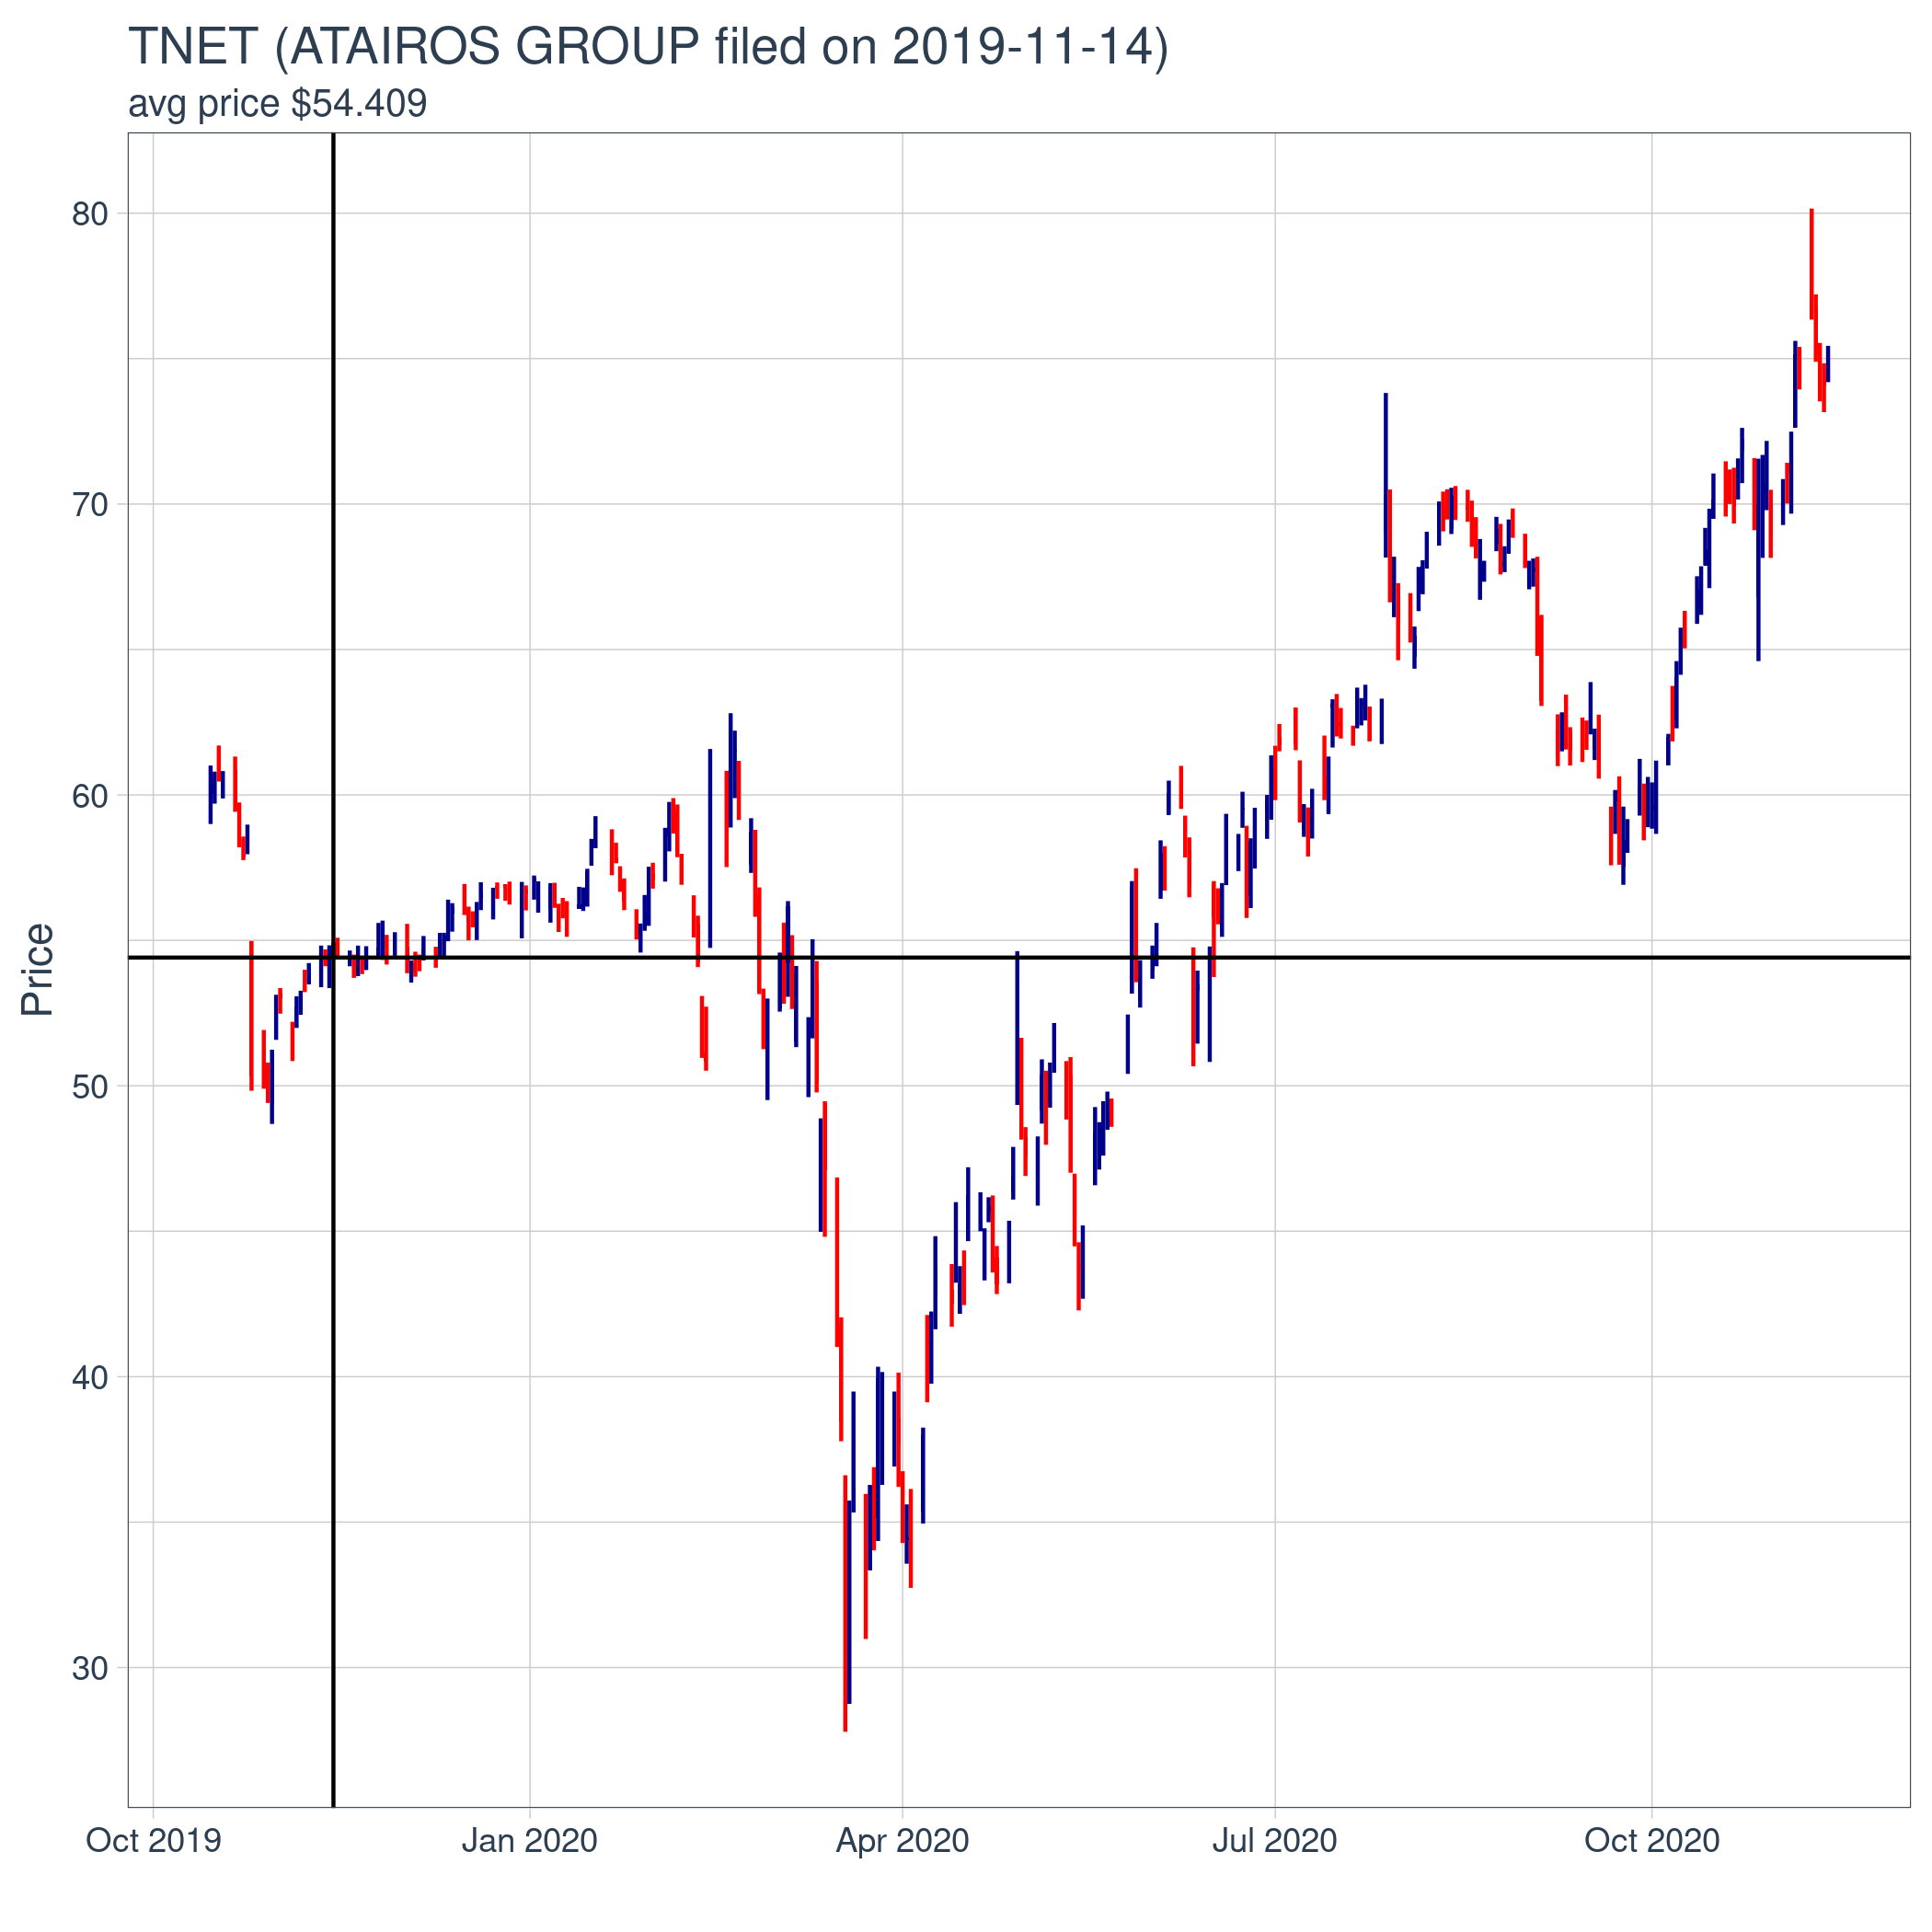 TNET (ATAIROS GROUP filed on 2019-11-14)
avg price $54.409
80
70
60
50
40
30
Price
Oct 2019
Jan 2020
Apr 2020
Jul 2020
Oct 2020